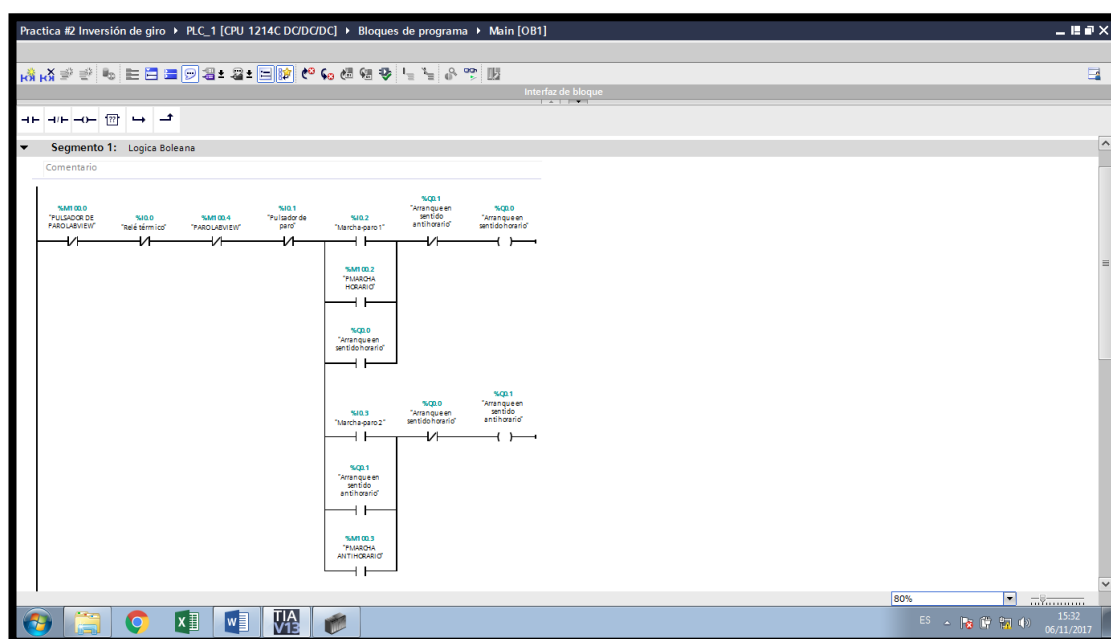 Practica #2 Inversión de giro ▸ PLC_1 [CPU 1214C DC/DC/DC] ▸ Bloques de programa ▸ Main [OB1]
Interfaz de bloque
Segmento 1: Logica Boleana
Comentario
%M100.0
"PULSADOR DE
PAROLABVIEW"
%I0.0
"Relé térmico"
%M100.4
"PAROLABVIEW"
%I0.1
"Pulsador de
paro"
%I0.2
"Marcha-paro 1"
%Q0.1
"Arranque en
sentido
antihorario"
%Q0.0
"Arranque en
sentido horario"
%M100.2
"PMARCHA
HORARIO"
%Q0.0
"Arranque en
sentido horario"
%I0.3
"Marcha-paro 2"
%Q0.0
"Arranque en
sentido horario"
%Q0.1
"Arranque en
sentido
antihorario"
%Q0.1
"Arranque en
sentido
antihorario"
%M100.3
"PMARCHA
ANTIHORARIO"
80%
TIA
V13
ES
15:32
06/11/2017